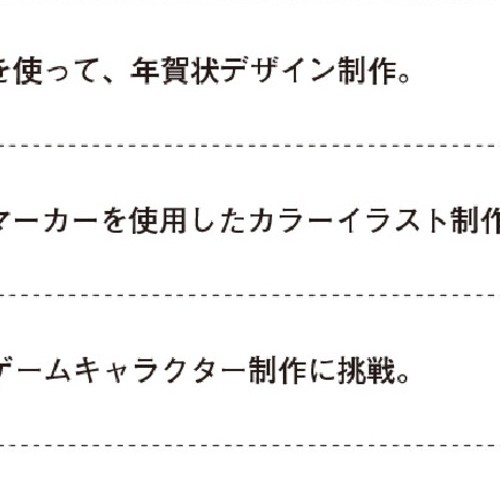 を使って、年賀状デザイン制作。
マーカーを使用したカラーイラスト制作
ゲームキャラクター制作に挑戦。